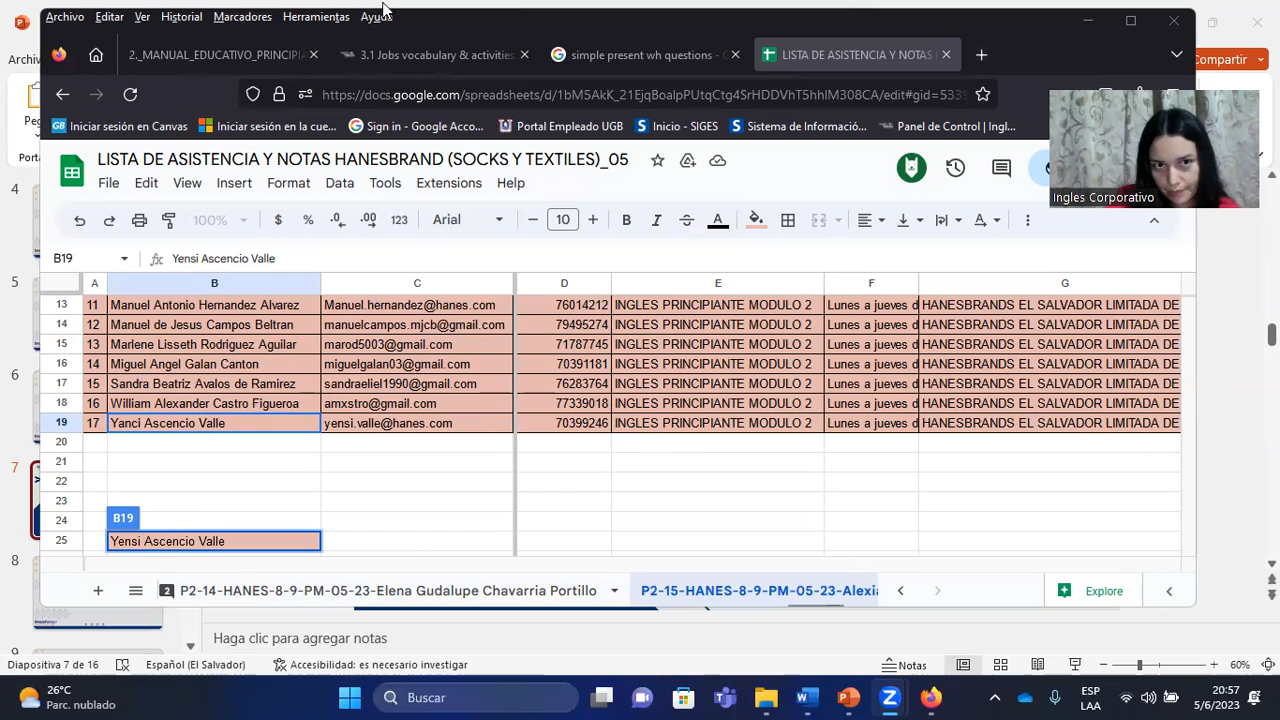 Archivo Editar Ver Historial Marcadores Herramientas Ayuda
2._MANUAL_EDUCATIVO_PRINCIPIA 3.1 Jobs vocabulary & activities simple present wh questions - LISTA DE ASISTENCIA Y NOTAS
Compartir
https://docs.google.com/spreadsheets/d/1bM5AkK_21EjqBoalpPUtqCtg4SrHDDVhT5hhlM308CA/edit#gid=533
Iniciar sesión en Canvas Iniciar sesión en la cue... Sign in - Google Acco... Portal Empleado UGB Inicio - SIGES Sistema de Informació... Panel de Control | Ingl...
LISTA DE ASISTENCIA Y NOTAS HANESBRAND (SOCKS Y TEXTILES)_05
File Edit View Insert Format Data Tools Extensions Help
Ingles Corporativo
100% $ % .0 .00 123 Arial 10
B19 fx Yensi Ascencio Valle
A B C D E F G
13 11 Manuel Antonio Hernandez Alvarez Manuel.hernandez@hanes.com 76014212 INGLES PRINCIPIANTE MODULO 2 Lunes a jueves d HANESBRANDS EL SALVADOR LIMITADA DE
14 12 Manuel de Jesus Campos Beltran manuelcampos.mjcb@gmail.com 79495274 INGLES PRINCIPIANTE MODULO 2 Lunes a jueves d HANESBRANDS EL SALVADOR LIMITADA DE
15 13 Marlene Lisseth Rodriguez Aguilar marod5003@gmail.com 71787745 INGLES PRINCIPIANTE MODULO 2 Lunes a jueves d HANESBRANDS EL SALVADOR LIMITADA DE
16 14 Miguel Angel Galan Canton miguelgalan03@gmail.com 70391181 INGLES PRINCIPIANTE MODULO 2 Lunes a jueves d HANESBRANDS EL SALVADOR LIMITADA DE
17 15 Sandra Beatriz Avalos de Ramirez sandraeliel1990@gmail.com 76283764 INGLES PRINCIPIANTE MODULO 2 Lunes a jueves d HANESBRANDS EL SALVADOR LIMITADA DE
18 16 William Alexander Castro Figueroa amxstro@gmail.com 77339018 INGLES PRINCIPIANTE MODULO 2 Lunes a jueves d HANESBRANDS EL SALVADOR LIMITADA DE
19 17 Yanci Ascencio Valle yensi.valle@hanes.com 70399246 INGLES PRINCIPIANTE MODULO 2 Lunes a jueves d HANESBRANDS EL SALVADOR LIMITADA DE
20
21
22
23
24 B19
25 Yensi Ascencio Valle
4
5
6
7
8
2 P2-14-HANES-8-9-PM-05-23-Elena Gudalupe Chavarria Portillo P2-15-HANES-8-9-PM-05-23-Alexia Explore
Haga clic para agregar notas
Diapositiva 7 de 16 Español (El Salvador) Accesibilidad: es necesario investigar Notas 60%
26°C
Parc. nublado
Buscar
ESP
LAA
20:57
5/6/2023